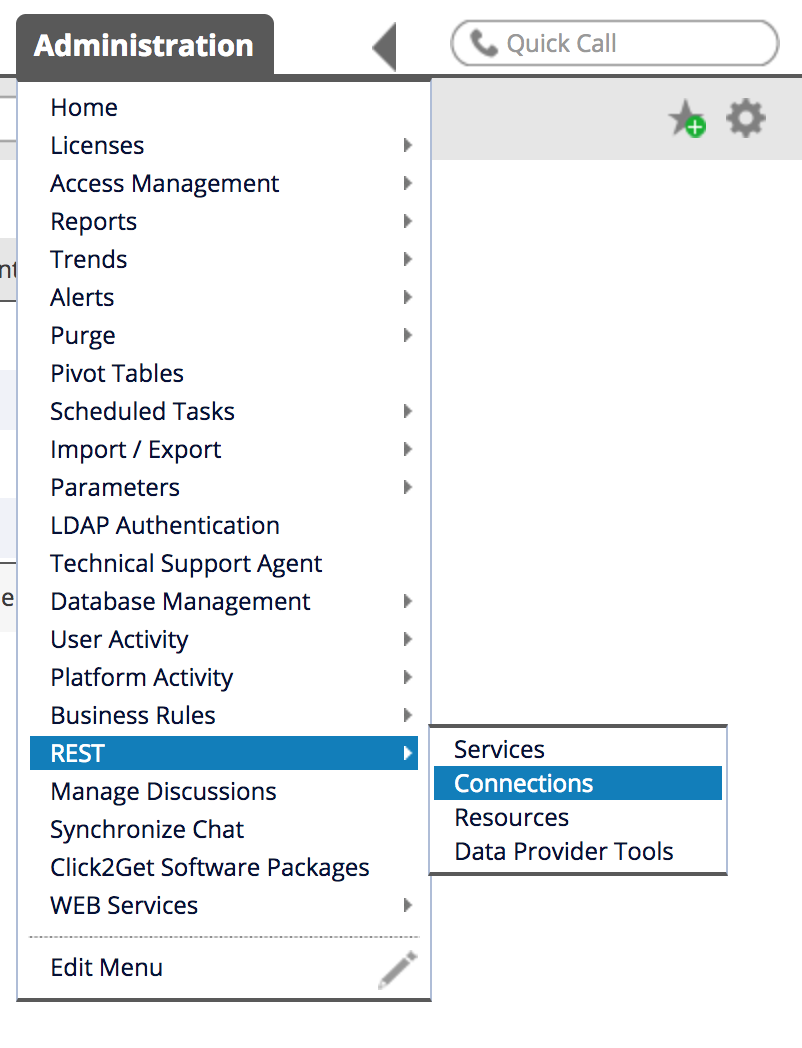 Administration
Quick Call
Home
Licenses
Access Management
Reports
Trends
Alerts
Purge
Pivot Tables
Scheduled Tasks
Import / Export
Parameters
LDAP Authentication
Technical Support Agent
Database Management
User Activity
Platform Activity
Business Rules
REST
Services
Connections
Resources
Data Provider Tools
Manage Discussions
Synchronize Chat
Click2Get Software Packages
WEB Services
Edit Menu